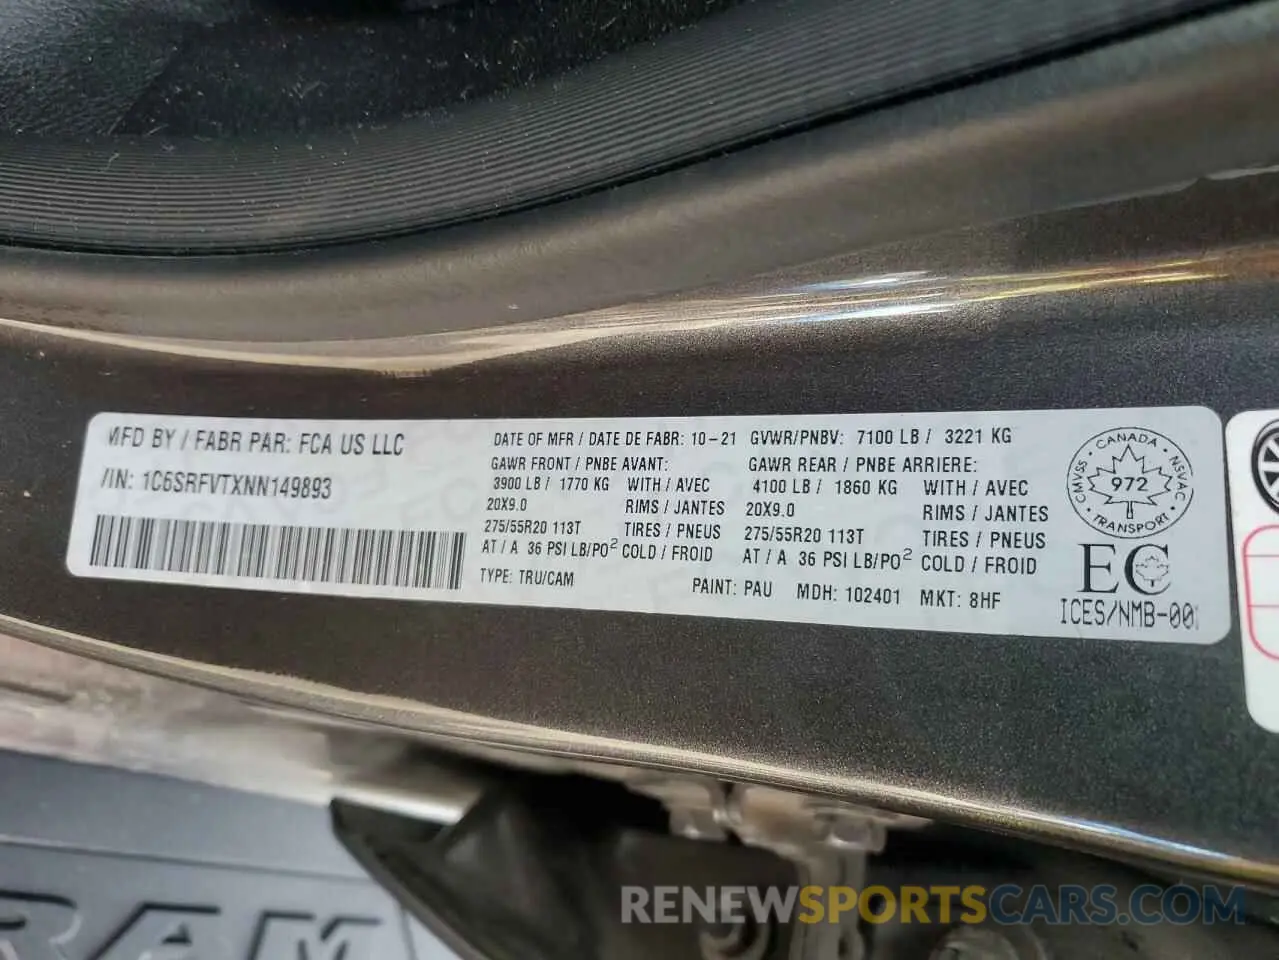 MFD BY / FABR PAR: FCA US LLC
/IN: 1C6SRFVTXNN149893
DATE OF MFR / DATE DE FABR: 10-21 GVWR/PNBV: 7100 LB / 3221 KG
GAWR FRONT / PNBE AVANT: GAWR REAR / PNBE ARRIERE:
3900 LB / 1770 KG WITH / AVEC 4100 LB / 1860 KG WITH / AVEC
20X9.0 RIMS / JANTES 20X9.0 RIMS / JANTES
275/55R20 113T TIRES / PNEUS 275/55R20 113T TIRES / PNEUS
AT / A 36 PSI LB/PO² COLD / FROID AT / A 36 PSI LB/PO² COLD / FROID
TYPE: TRU/CAM PAINT: PAU MDH: 102401 MKT: 8HF
CANADA
CMVSS 972 NSVAC
TRANSPORT
EC
ICES/NMB-00
RAM
RENEWSPORTSCARS.COM